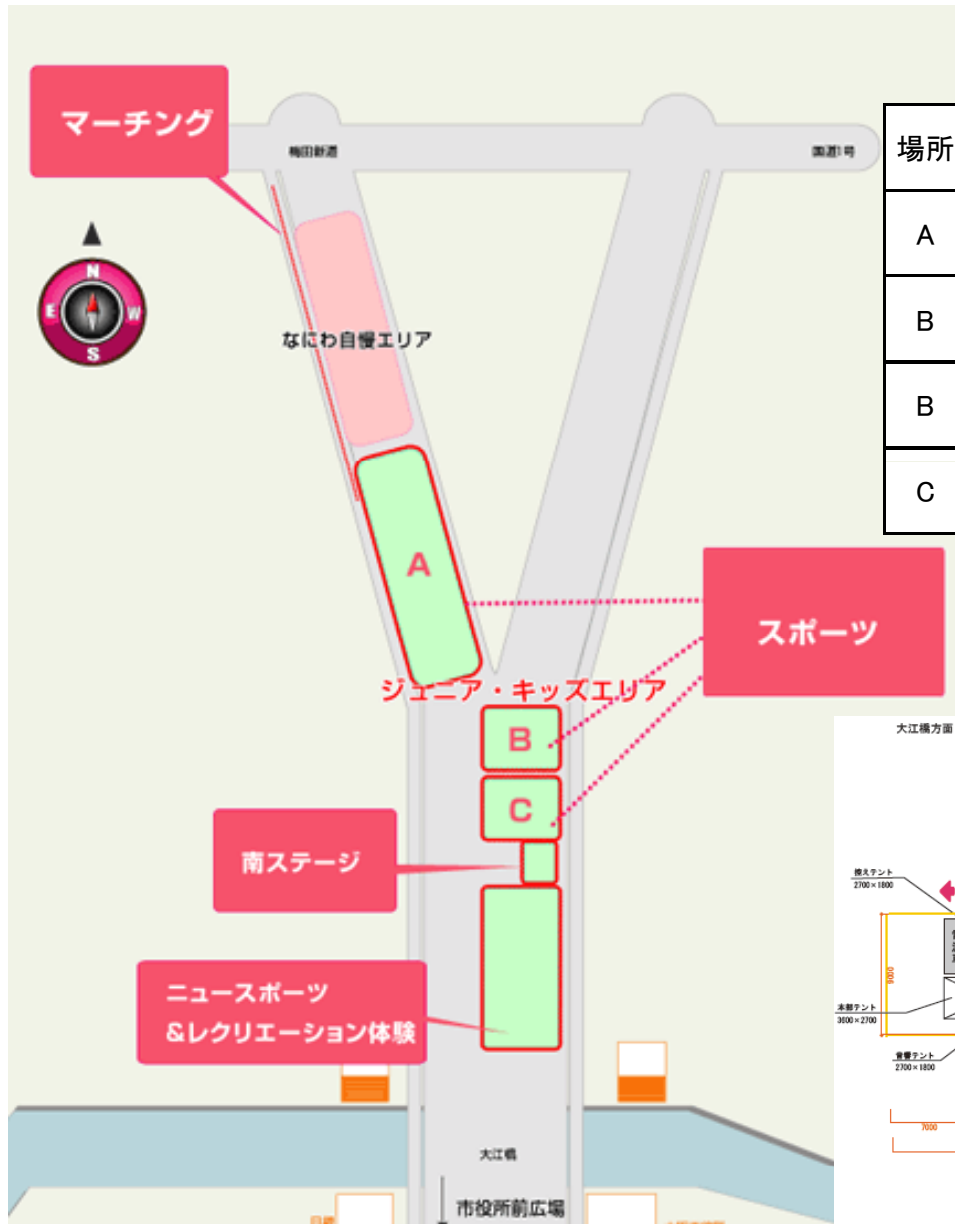 マーチング
梅田新道
国道1号
場所
A
B
B
C
N
E
W
S
なにわ自慢エリア
A
スポーツ
ジュニア・キッズエリア
B
C
大江橋方面
南ステージ
控えテント
2700×1800
9000
本部テント
3600×2700
音響テント
2700×1800
ニュースポーツ
&レクリエーション体験
7000
大江橋
市役所前広場